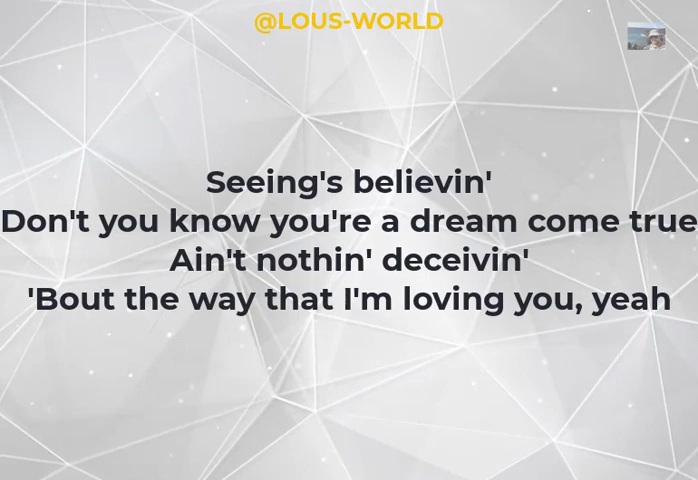 @LOUS-WORLD
Seeing's believin'
Don't you know you're a dream come true
Ain't nothin' deceivin'
'Bout the way that I'm loving you, yeah